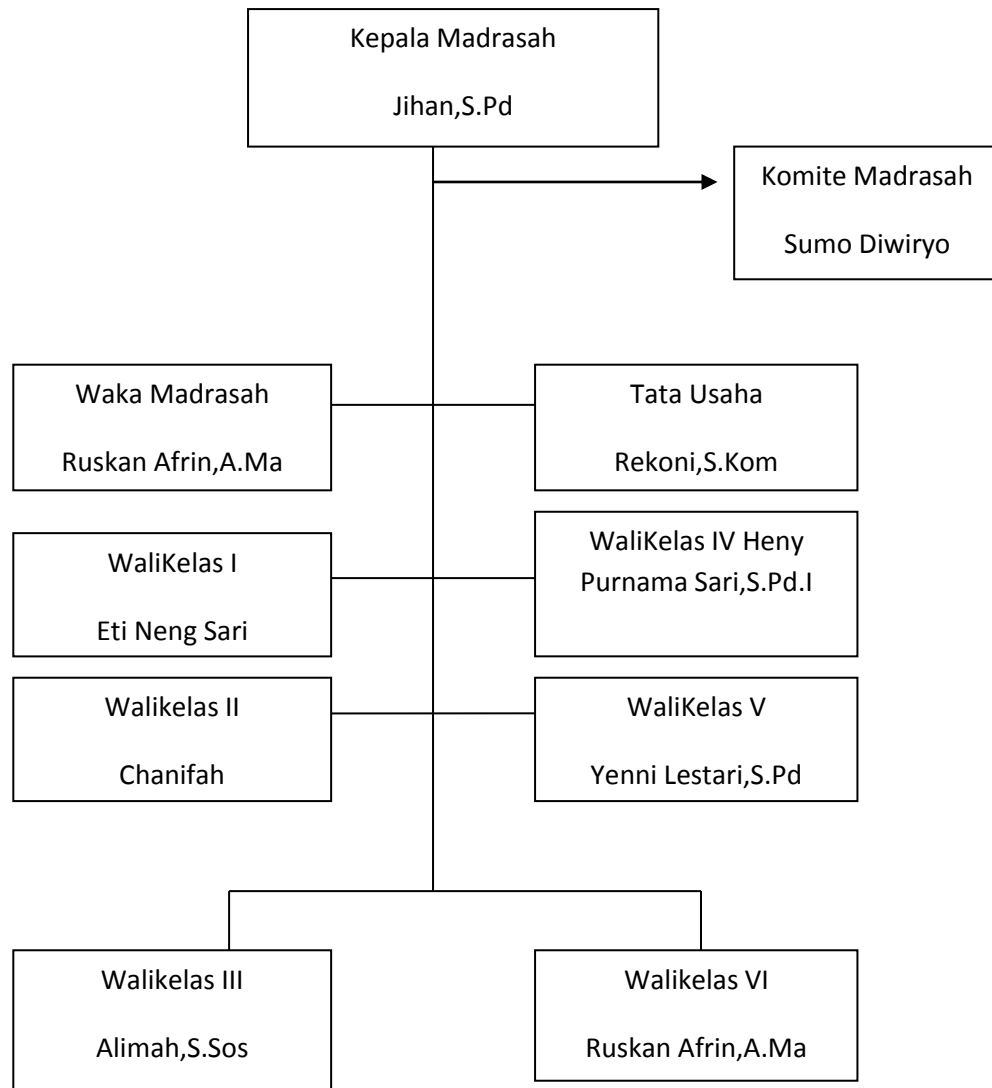 Kepala Madrasah
Jihan,S.Pd
Komite Madrasah
Sumo Diwiryo
Waka Madrasah
Ruskan Afrin,A.Ma
Tata Usaha
Rekoni,S.Kom
WaliKelas I
Eti Neng Sari
WaliKelas IV Heny
Purnama Sari,S.Pd.I
Walikelas II
Chanifah
WaliKelas V
Yenni Lestari,S.Pd
Walikelas III
Alimah,S.Sos
Walikelas VI
Ruskan Afrin,A.Ma